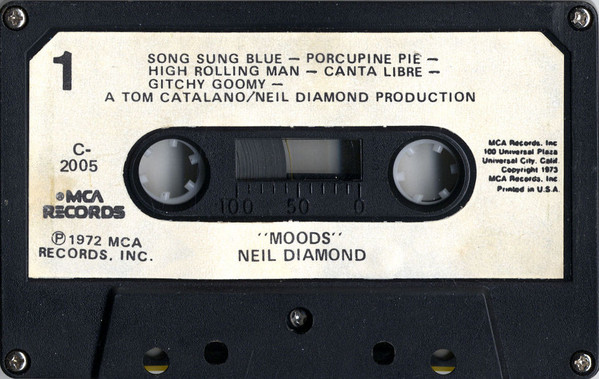 1
SONG SUNG BLUE — PORCUPINE PIE —
HIGH ROLLING MAN — CANTA LIBRE —
GITCHY GOOMY —
A TOM CATALANO/NEIL DIAMOND PRODUCTION
C-
2005
MCA
RECORDS
Ⓟ1972 MCA
RECORDS, INC.
100 50 0
MCA Records, Inc
100 Universal Plaza
Universal City, Calif.
Copyright 1973
MCA Records, Inc
Printed in U.S.A.
"MOODS"
NEIL DIAMOND